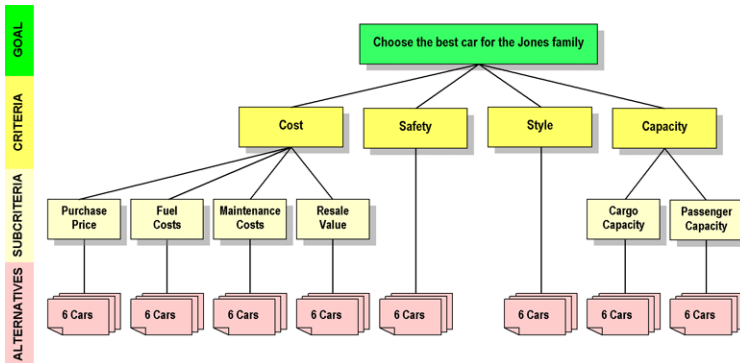 GOAL
Choose the best car for the Jones family
CRITERIA
Cost
Safety
Style
Capacity
SUBCRITERIA
Purchase
Price
Fuel
Costs
Maintenance
Costs
Resale
Value
Cargo
Capacity
Passenger
Capacity
ALTERNATIVES
6 Cars
6 Cars
6 Cars
6 Cars
6 Cars
6 Cars
6 Cars
6 Cars